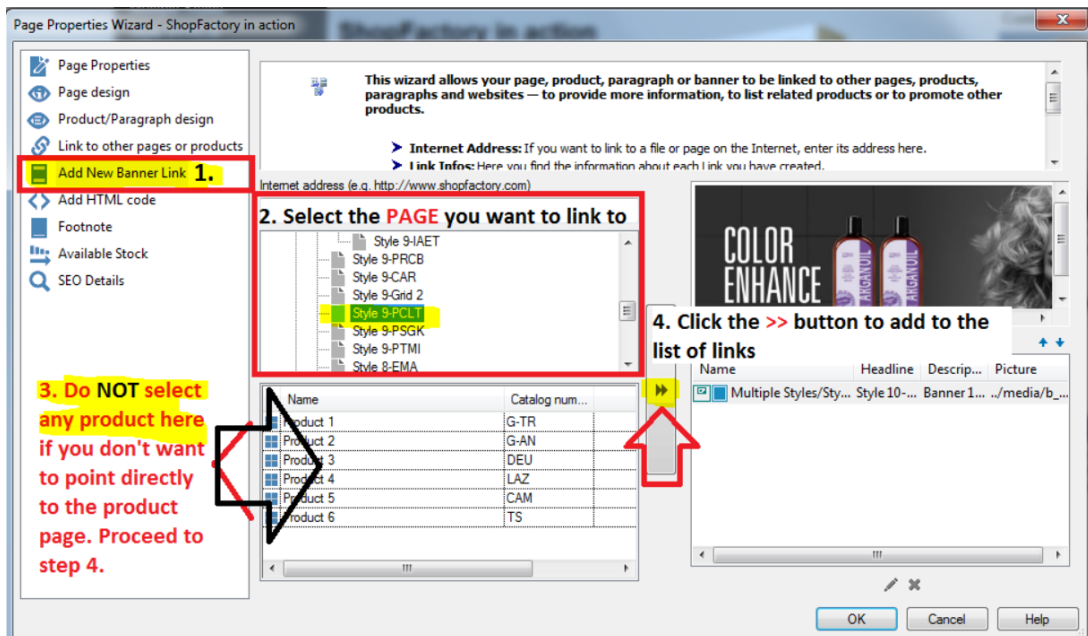 Page Properties Wizard - ShopFactory in action
Page Properties
Page design
Product/Paragraph design
Link to other pages or products
Add New Banner Link 1.
Add HTML code
Footnote
Available Stock
SEO Details
This wizard allows your page, product, paragraph or banner to be linked to other pages, products,
paragraphs and websites — to provide more information, to list related products or to promote other
products.
Internet Address: If you want to link to a file or page on the Internet, enter its address here.
Link Infos: Here you find the information about each Link you have created.
Internet address (e.g. http://www.shopfactory.com)
2. Select the PAGE you want to link to
Style 9-IAET
Style 9-PRCB
Style 9-CAR
Style 9-Grid 2
Style 9-PCLT
Style 9-PSGK
Style 9-PTMI
Style 8-EMA
3. Do NOT select
any product here
if you don't want
to point directly
to the product
page. Proceed to
step 4.
Name Catalog num...
Product 1 G-TR
Product 2 G-AN
Product 3 DEU
Product 4 LAZ
Product 5 CAM
Product 6 TS
COLOR
ENHANCE
ARGANOIL
ARGANOIL
4. Click the >> button to add to the
list of links
Name Headline Descrip... Picture
Multiple Styles/Sty... Style 10-... Banner 1... ../media/b_...
OK Cancel Help